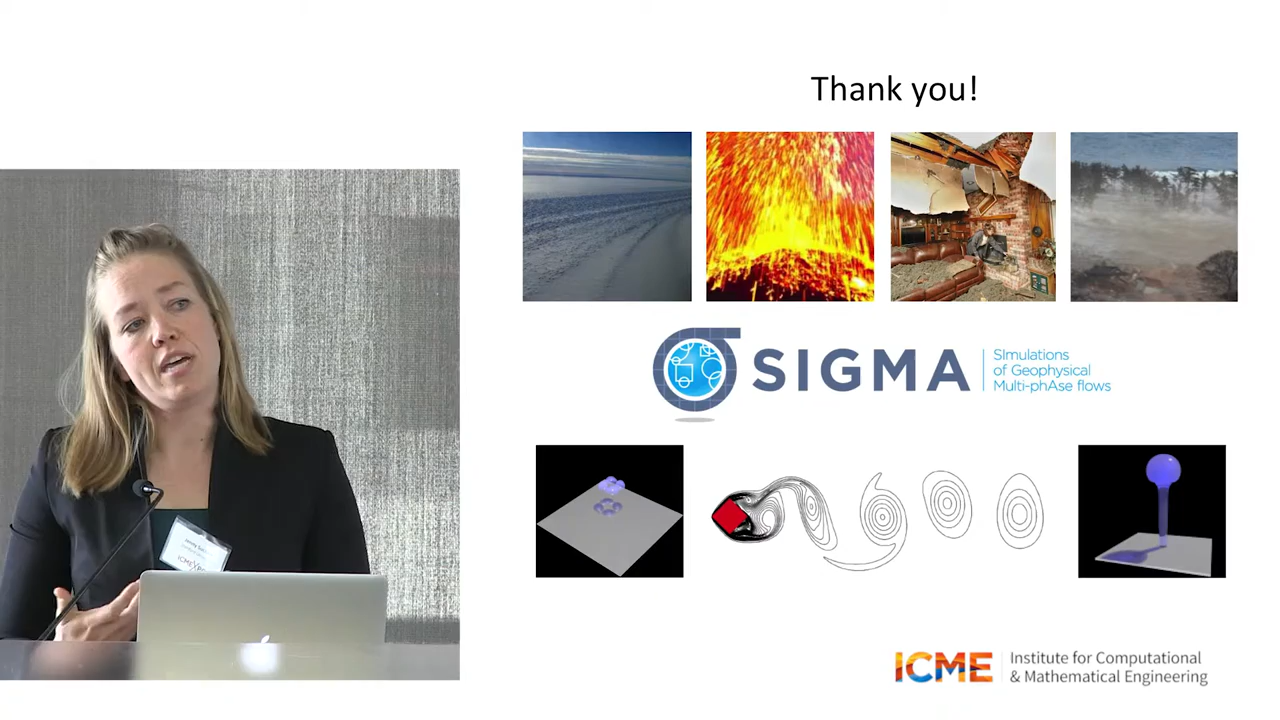 Thank you!
SIGMA
SImulations
of Geophysical
Multi-phAse flows
ICME
Institute for Computational
& Mathematical Engineering